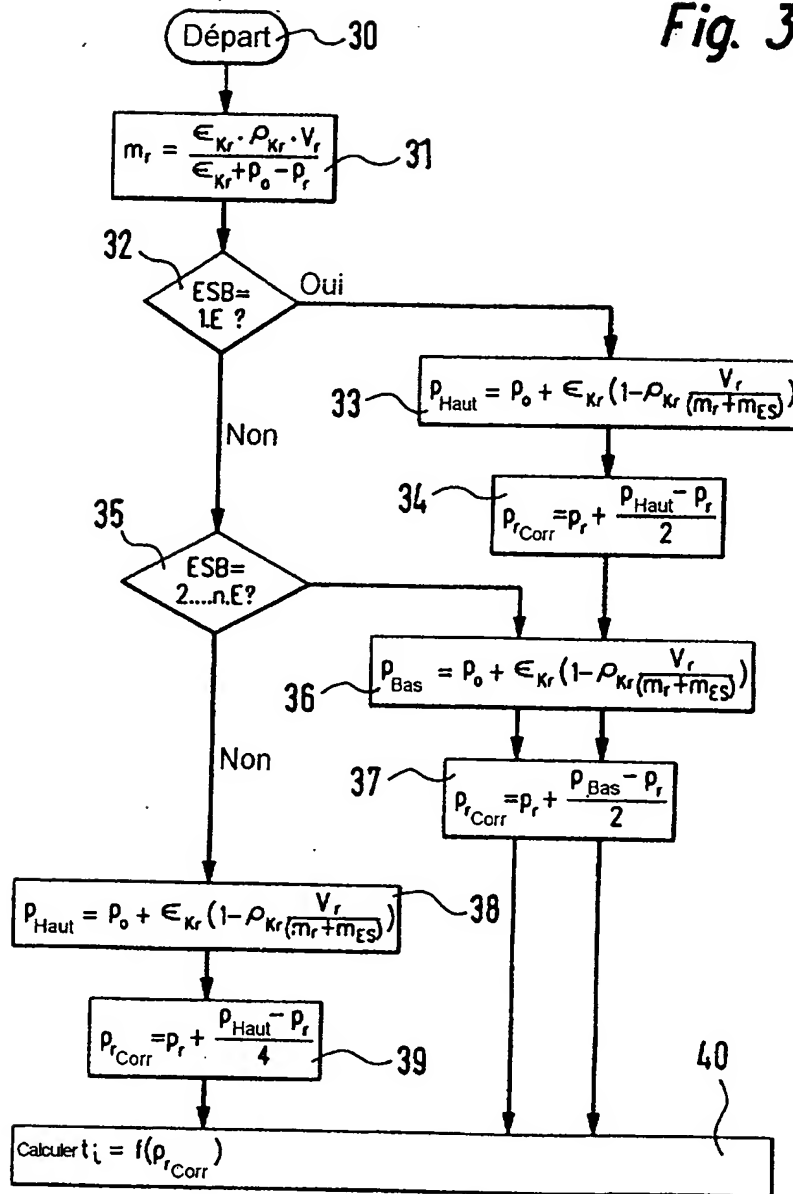 Fig. 3
Départ 30
m_r = (ϵ_Kr · ρ_Kr · V_r) / (ϵ_Kr + p_o − p_r) 31
32
ESB=
1.E ?
Oui
Non
33 p_Haut = p_o + ϵ_Kr (1-ρ_Kr V_r/(m_r+m_ES))
34 p_rCorr = p_r + (p_Haut − p_r)/2
35
ESB=
2....n.E?
36 p_Bas = p_o + ϵ_Kr (1-ρ_Kr V_r/(m_r+m_ES))
Non
37 p_rCorr = p_r + (p_Bas − p_r)/2
p_Haut = p_o + ϵ_Kr (1-ρ_Kr V_r/(m_r+m_ES)) 38
p_rCorr = p_r + (p_Haut − p_r)/4 39
40
Calculer t_i = f(p_rCorr)